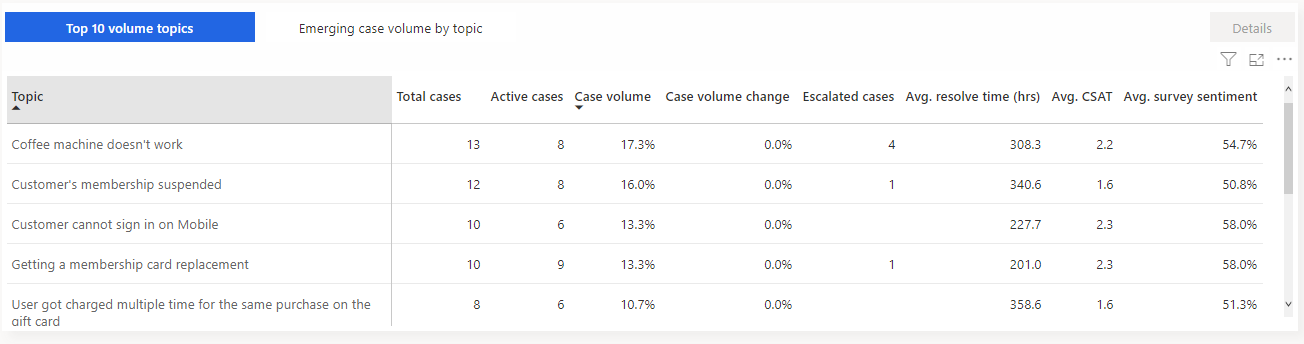 Top 10 volume topics Emerging case volume by topic Details
Topic Total cases Active cases Case volume Case volume change Escalated cases Avg. resolve time (hrs) Avg. CSAT Avg. survey sentiment
Coffee machine doesn't work 13 8 17.3% 0.0% 4 308.3 2.2 54.7%
Customer's membership suspended 12 8 16.0% 0.0% 1 340.6 1.6 50.8%
Customer cannot sign in on Mobile 10 6 13.3% 0.0% 227.7 2.3 58.0%
Getting a membership card replacement 10 9 13.3% 0.0% 1 201.0 2.3 58.0%
User got charged multiple time for the same purchase on the 8 6 10.7% 0.0% 358.6 1.6 51.3%
gift card